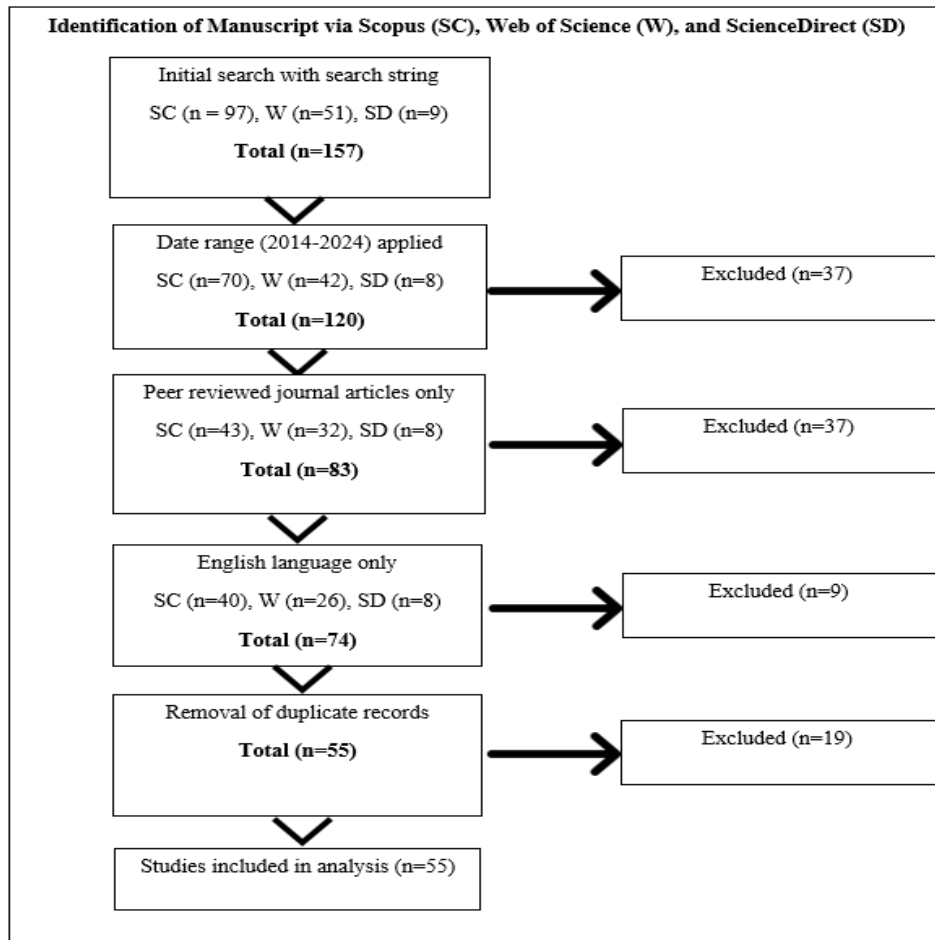 Identification of Manuscript via Scopus (SC), Web of Science (W), and ScienceDirect (SD)
Initial search with search string
SC (n = 97), W (n=51), SD (n=9)
Total (n=157)
Date range (2014-2024) applied
SC (n=70), W (n=42), SD (n=8)
Total (n=120)
Excluded (n=37)
Peer reviewed journal articles only
SC (n=43), W (n=32), SD (n=8)
Total (n=83)
Excluded (n=37)
English language only
SC (n=40), W (n=26), SD (n=8)
Total (n=74)
Excluded (n=9)
Removal of duplicate records
Total (n=55)
Excluded (n=19)
Studies included in analysis (n=55)